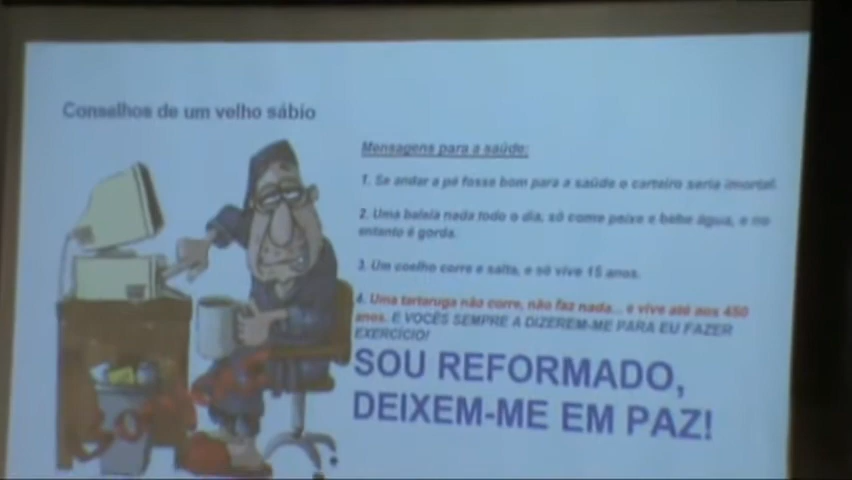 Conselhos de um velho sábio
Mensagens para a saúde:
1. Se andar a pé fosse bom para a saúde o carteiro seria imortal.
2. Uma baleia nada todo o dia, só come peixe e bebe água, e no
entanto é gorda.
3. Um coelho corre e salta, e só vive 15 anos.
4. Uma tartaruga não corre, não faz nada... e vive até aos 450
anos. E VOCÊS SEMPRE A DIZEREM-ME PARA EU FAZER
EXERCÍCIO!
SOU REFORMADO,
DEIXEM-ME EM PAZ!